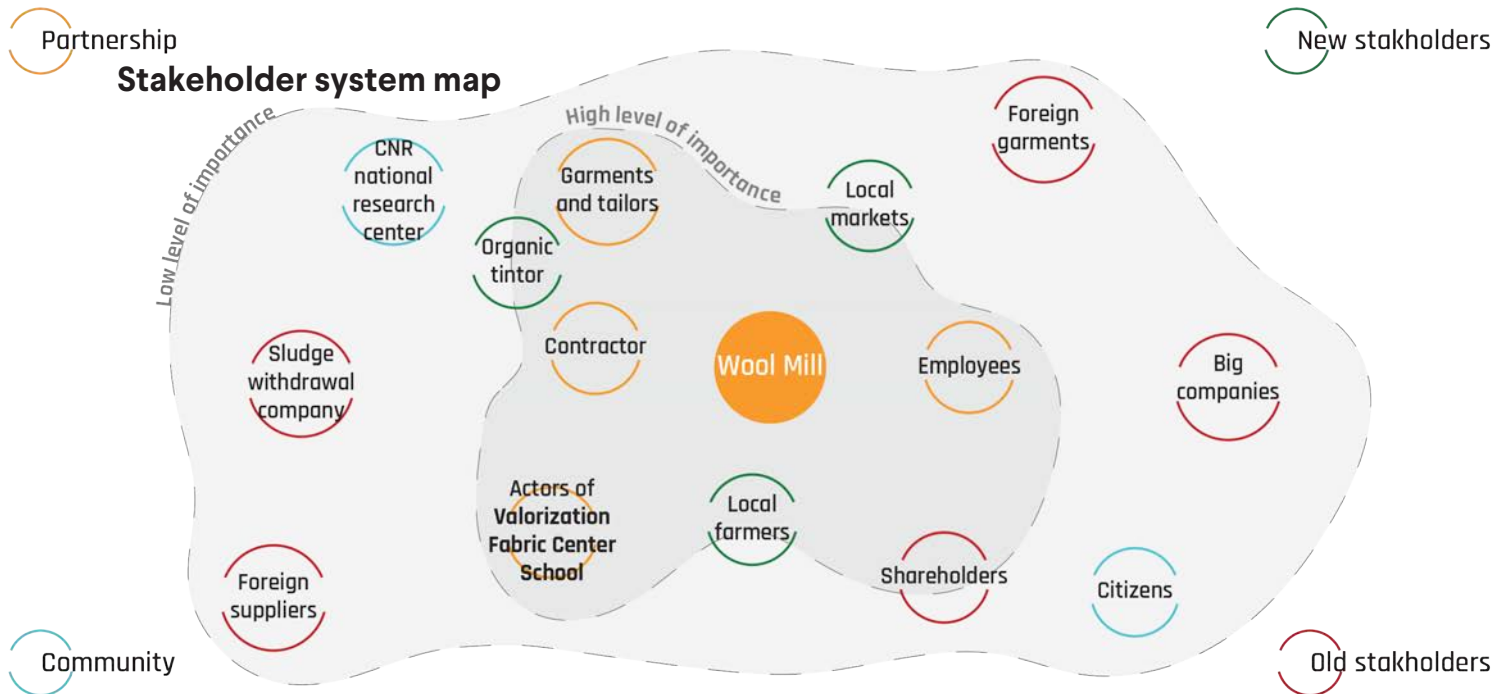 Partnership
New stakholders
Stakeholder system map
Low level of importance
High level of importance
Foreign
garments
CNR
national
research
center
Garments
and tailors
Local
markets
Organic
tintor
Contractor
Wool Mill
Employees
Big
companies
Sludge
withdrawal
company
Actors of
Valorization
Fabric Center
School
Local
farmers
Shareholders
Citizens
Foreign
suppliers
Community
Old stakholders